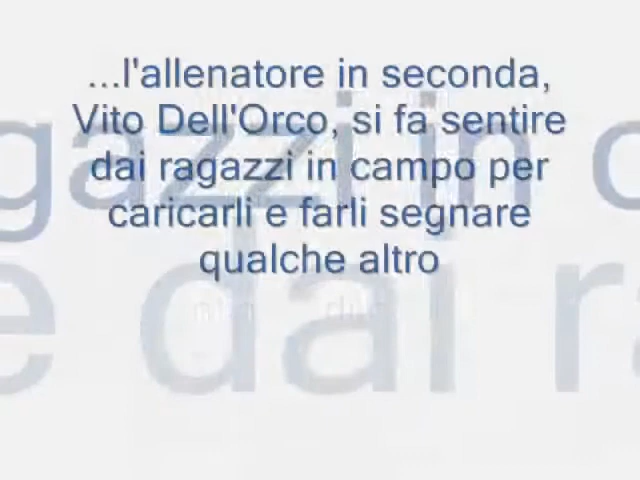 ...l'allenatore in seconda,
Vito Dell'Orco, si fa sentire
dai ragazzi in campo per
caricarli e farli segnare
qualche altro